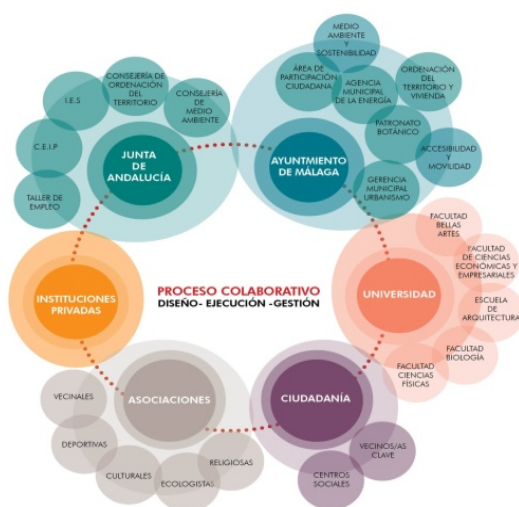 MEDIO
AMBIENTE
Y
SOSTENIBILIDAD
ÁREA DE
PARTICIPACIÓN
CIUDADANA
AGENCIA
MUNICIPAL
DE LA ENERGÍA
ORDENACIÓN
DEL
TERRITORIO Y
VIVIENDA
PATRONATO
BOTÁNICO
ACCESIBILIDAD
Y
MOVILIDAD
GERENCIA
MUNICIPAL
URBANISMO
AYUNTMIENTO
DE MÁLAGA
CONSEJERÍA DE
ORDENACIÓN
DEL
TERRITORIO
CONSEJERÍA
DE
MEDIO
AMBIENTE
I.E.S
C.E.I.P
TALLER DE
EMPLEO
JUNTA
DE
ANDALUCÍA
FACULTAD
BELLAS
ARTES
FACULTAD
DE CIENCIAS
ECONÓMICAS Y
EMPRESARIALES
ESCUELA
DE
ARQUITECTURA
FACULTAD
BIOLOGÍA
FACULTAD
CIENCIAS
FÍSICAS
UNIVERSIDAD
INSTITUCIONES
PRIVADAS
PROCESO COLABORATIVO
DISEÑO- EJECUCIÓN -GESTIÓN
ASOCIACIONES
VECINALES
DEPORTIVAS
CULTURALES
ECOLOGISTAS
RELIGIOSAS
CIUDADANÍA
VECINOS/AS
CLAVE
CENTROS
SOCIALES